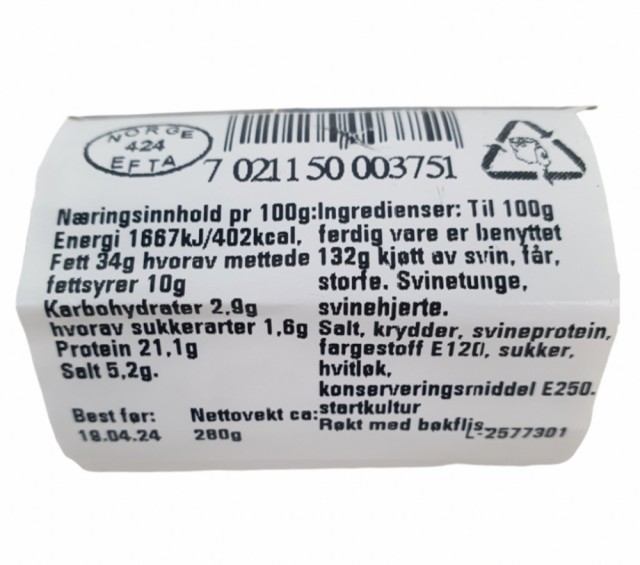 NORGE
424
EFTA
7 021150 003751
Næringsinnhold pr 100g:
Energi 1667kJ/402kcal,
Fett 34g hvorav mettede
fettsyrer 10g
Karbohydrater 2,9g
hvorav sukkerarter 1,6g
Protein 21,1g
Salt 5,2g.
Ingredienser: Til 100g
ferdig vare er benyttet
132g kjøtt av svin, får,
storfe. Svinetunge,
svinehjerte.
Salt, krydder, svineprotein,
fargestoff E120, sukker,
hvitløk,
konserveringsmiddel E250.
startkultur
Røkt med bøkflis
Best før:
18.04.24
Nettovekt ca:
280g
L-2577301